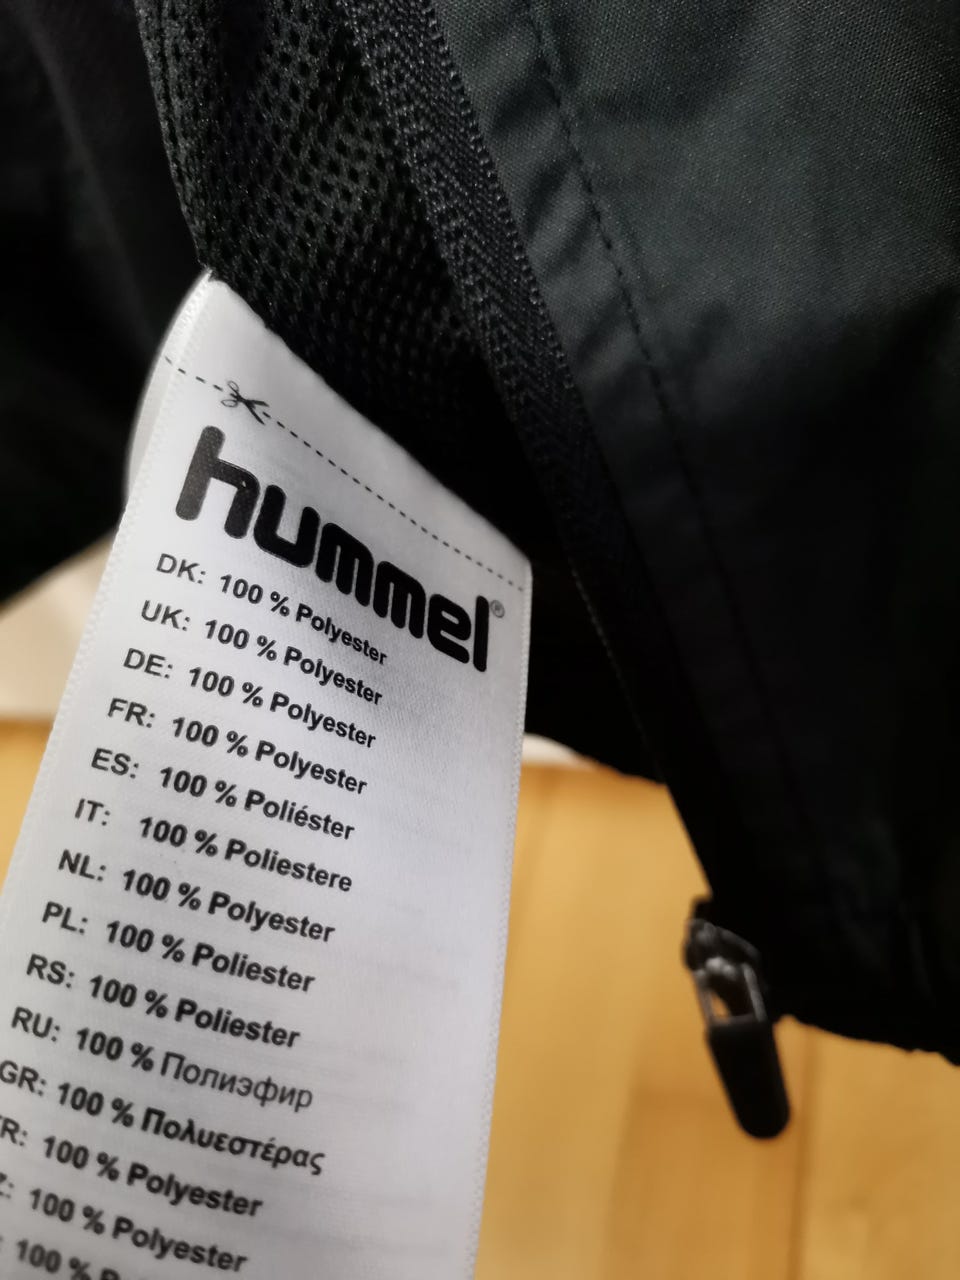 hummel®
DK: 100 % Polyester
UK: 100 % Polyester
DE: 100 % Polyester
FR: 100 % Polyester
ES: 100 % Poliéster
IT: 100 % Poliestere
NL: 100 % Polyester
PL: 100 % Poliester
RS: 100 % Poliester
RU: 100 % Полиэфир
GR: 100 % Πολυεστέρας
R: 100 % Polyester
Z: 100 % Polyester
100 %